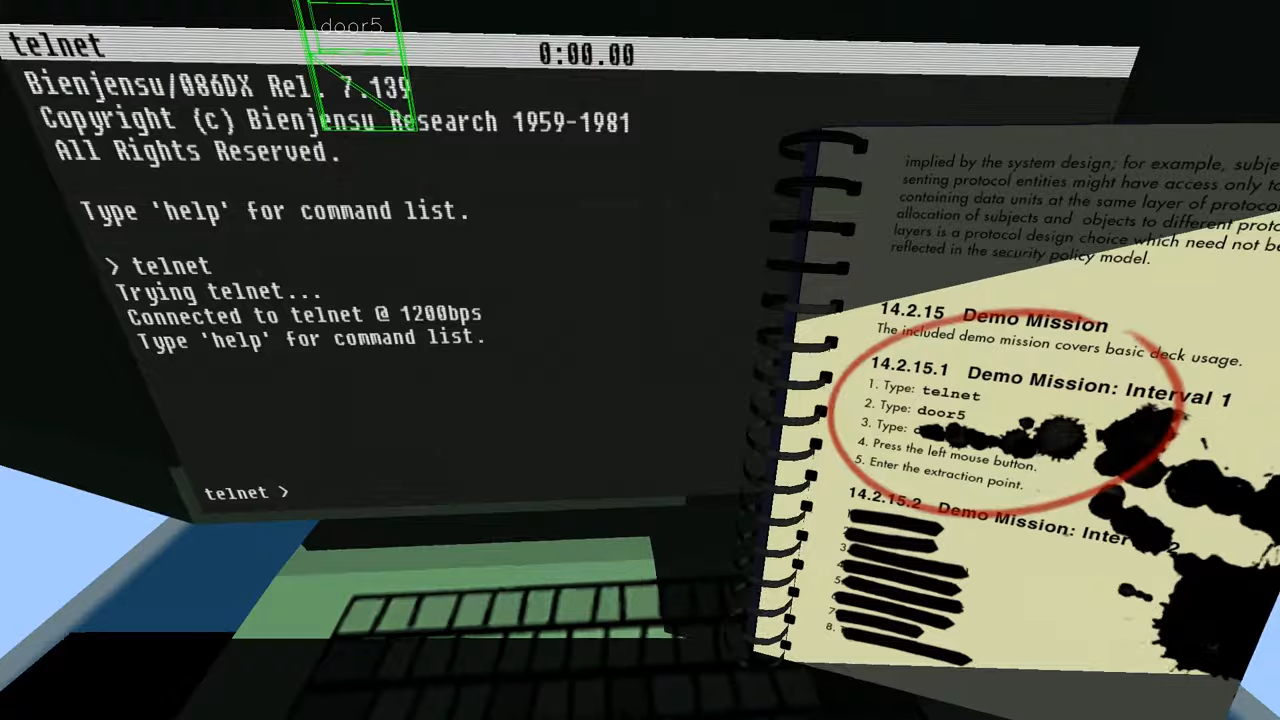 door5
telnet 0:00.00
Bienjensu/086DX Rel. 7.139
Copyright (c) Bienjensu Research 1959-1981
All Rights Reserved.
Type 'help' for command list.
> telnet
Trying telnet...
Connected to telnet @ 1200bps
Type 'help' for command list.
telnet >
implied by the system design; for example, subje
senting protocol entities might have access only to
containing data units at the same layer of protoco
allocation of subjects and objects to different proto
layers is a protocol design choice which need not be
reflected in the security policy model.
14.2.15 Demo Mission
The included demo mission covers basic deck usage.
14.2.15.1 Demo Mission: Interval 1
1. Type: telnet
2. Type: door5
3. Type:
4. Press the left mouse button.
5. Enter the extraction point.
14.2.15.2 Demo Mission: Inter 2
3.
5
7
8.